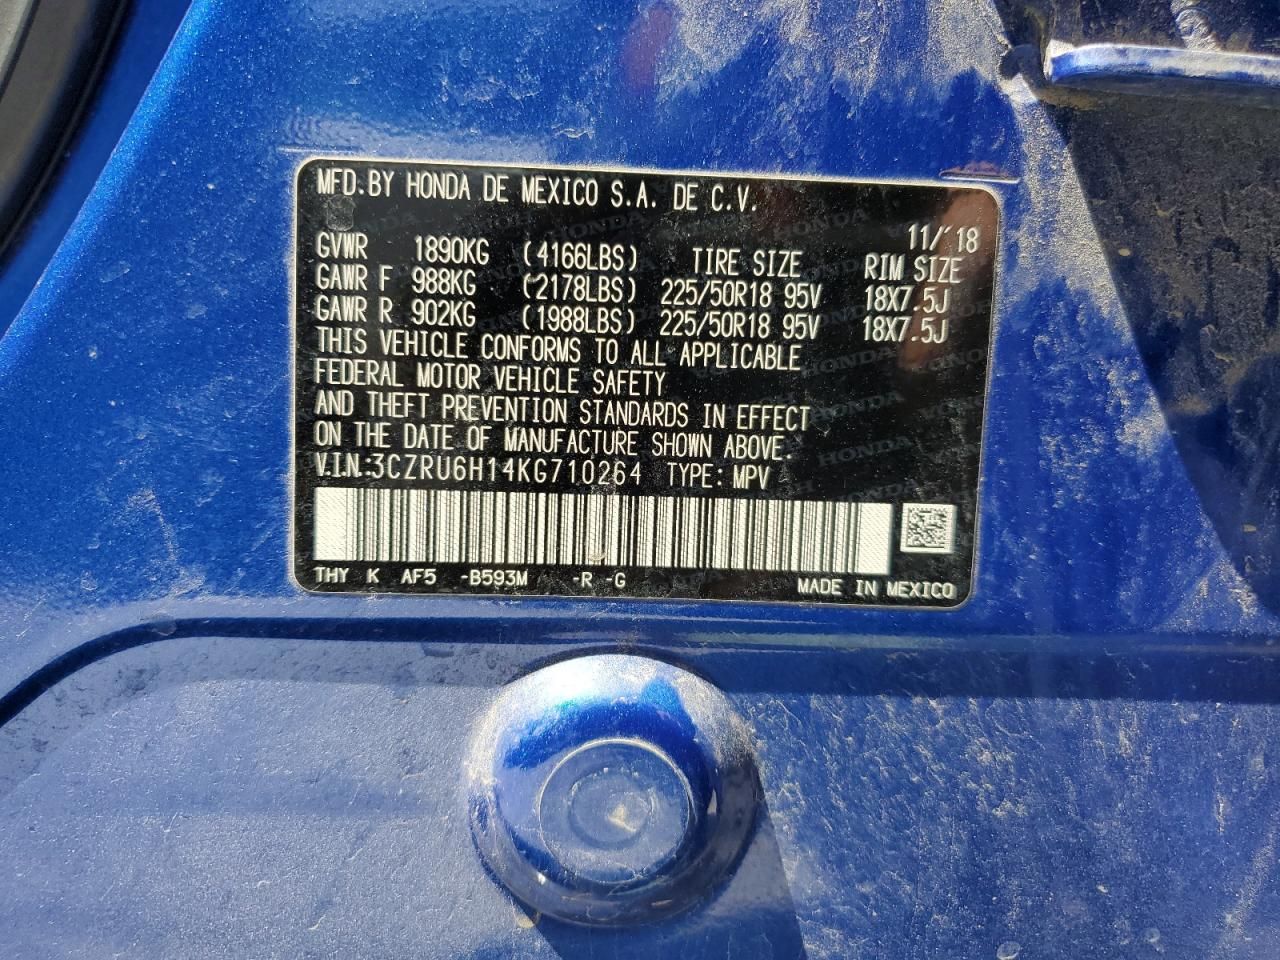 MFD.BY HONDA DE MEXICO S.A. DE C.V.
11/'18
GVWR 1890KG (4166LBS) TIRE SIZE RIM SIZE
GAWR F 988KG (2178LBS) 225/50R18 95V 18X7.5J
GAWR R 902KG (1988LBS) 225/50R18 95V 18X7.5J
THIS VEHICLE CONFORMS TO ALL APPLICABLE
FEDERAL MOTOR VEHICLE SAFETY
AND THEFT PREVENTION STANDARDS IN EFFECT
ON THE DATE OF MANUFACTURE SHOWN ABOVE.
V.I.N:3CZRU6H14KG710264 TYPE: MPV
THY K AF5 -B593M -R -G MADE IN MEXICO